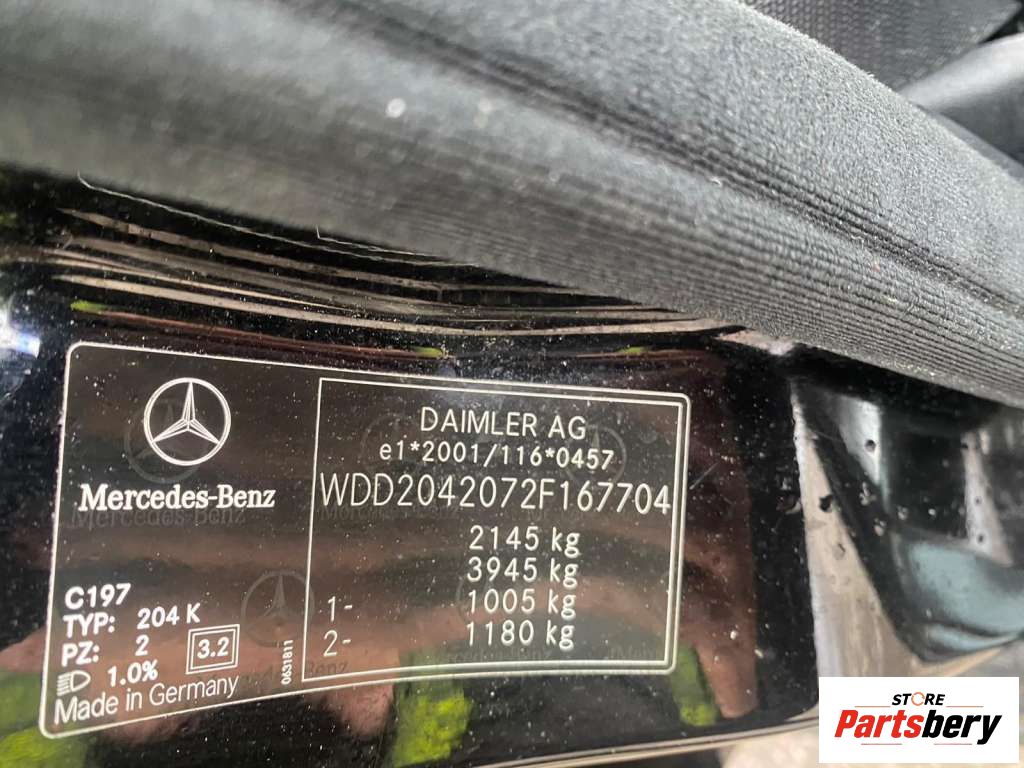 Mercedes-Benz
DAIMLER AG
e1*2001/116*0457
WDD2042072F167704
2145 kg
3945 kg
1- 1005 kg
2- 1180 kg
C197
TYP: 204 K
PZ: 2 3.2
1.0%
Made in Germany
0631811
STORE
Partsbery